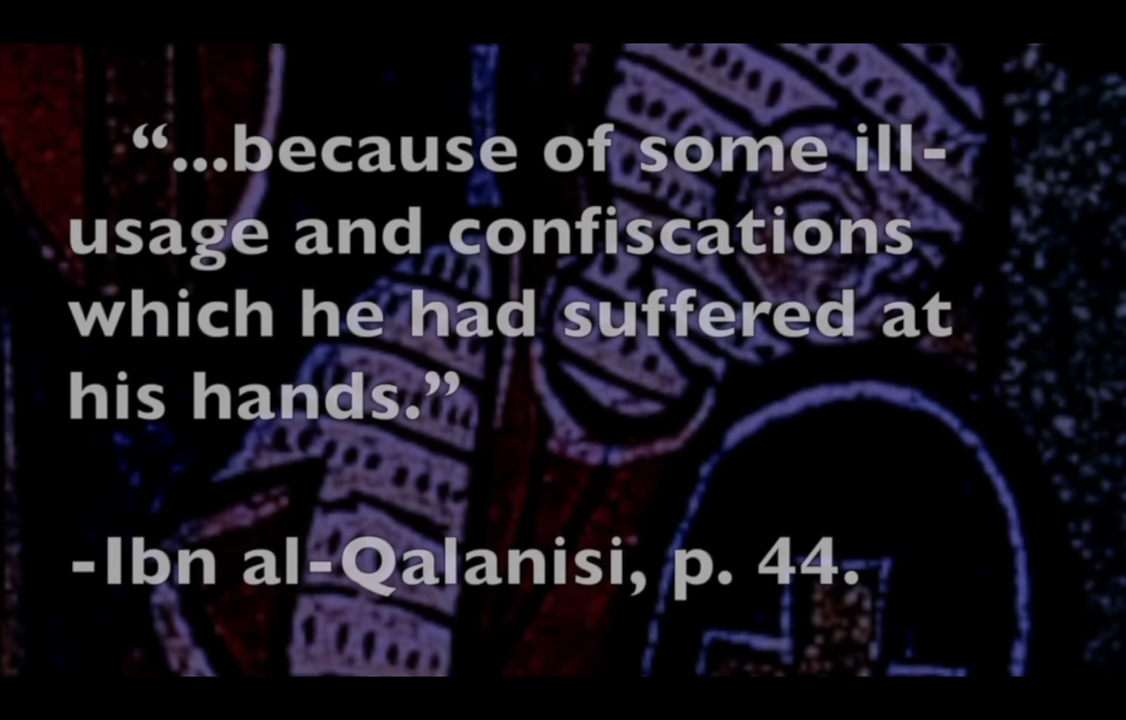 “...because of some ill-
usage and confiscations
which he had suffered at
his hands.”
-Ibn al-Qalanisi, p. 44.